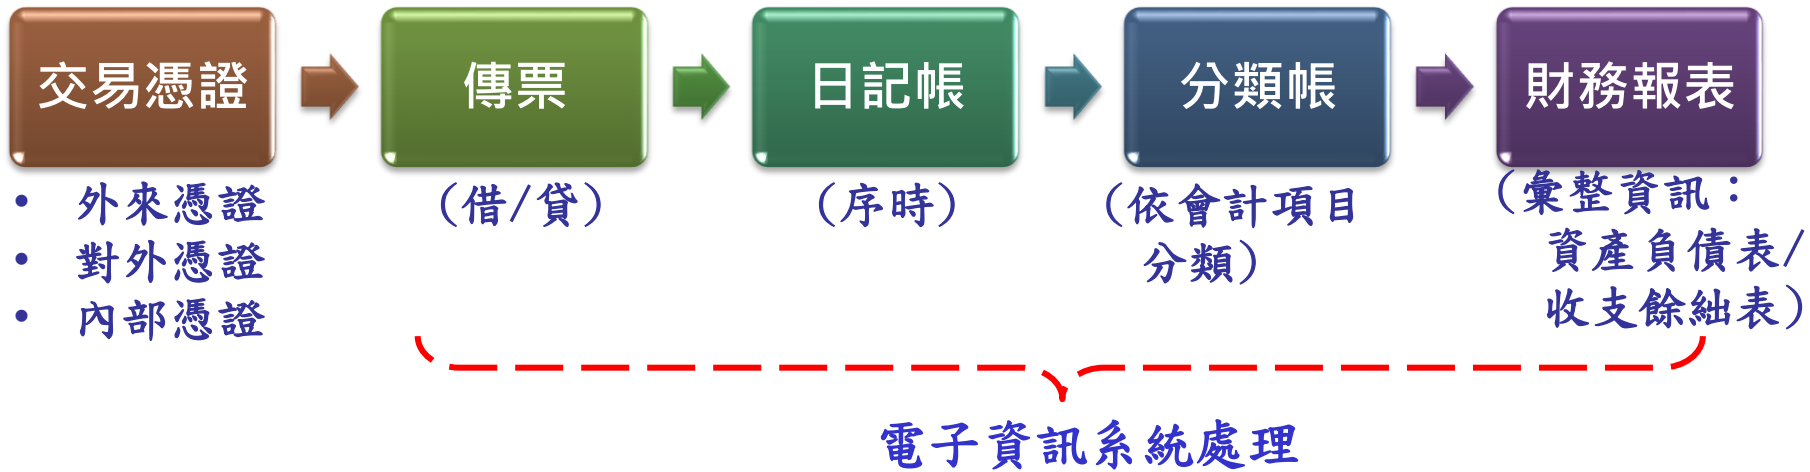 交易憑證
傳票
日記帳
分類帳
財務報表
• 外來憑證
• 對外憑證
• 內部憑證
(借/貸)
(序時)
(依會計項目
分類)
(彙整資訊：
資產負債表/
收支餘絀表)
電子資訊系統處理